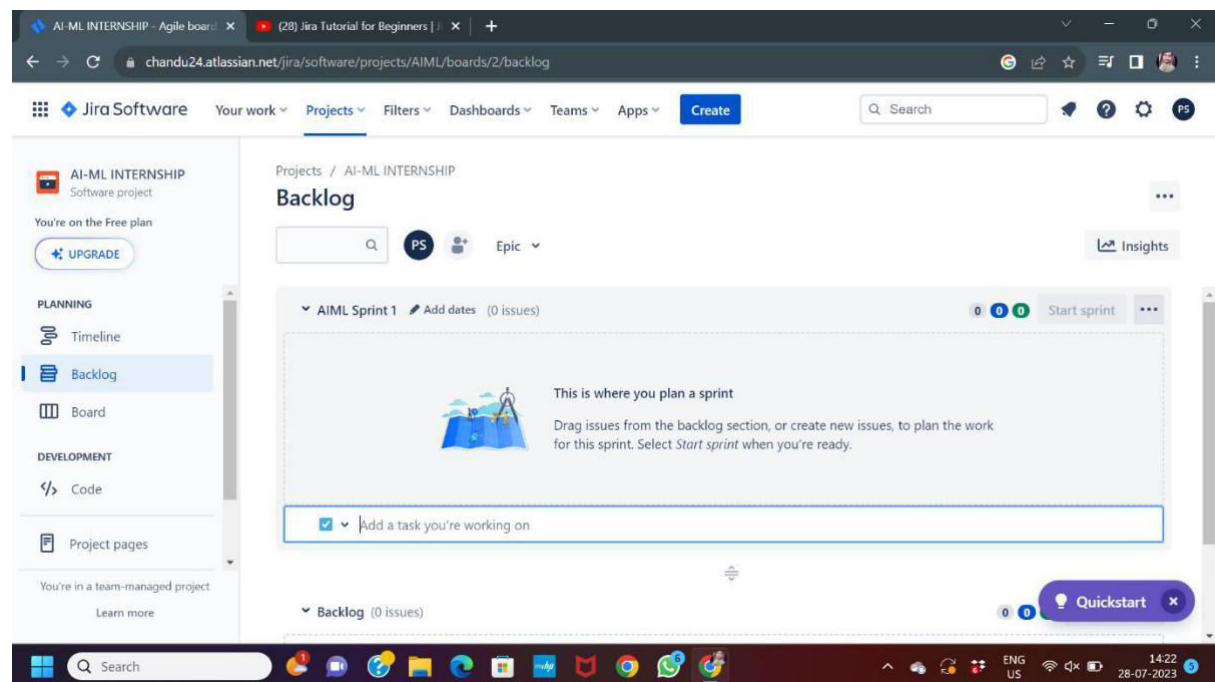 AI-ML INTERNSHIP - Agile board
(28) Jira Tutorial for Beginners | Ji
chandu24.atlassian.net/jira/software/projects/AIML/boards/2/backlog
Jira Software Your work Projects Filters Dashboards Teams Apps Create Search PS
AI-ML INTERNSHIP
Software project
You're on the Free plan
UPGRADE
PLANNING
Timeline
Backlog
Board
DEVELOPMENT
Code
Project pages
You're in a team-managed project
Learn more
Projects / AI-ML INTERNSHIP
Backlog
PS Epic Insights
AIML Sprint 1 Add dates (0 issues) 0 0 0 Start sprint
This is where you plan a sprint
Drag issues from the backlog section, or create new issues, to plan the work
for this sprint. Select Start sprint when you're ready.
Add a task you're working on
Backlog (0 issues) 0 0
Quickstart
Search
ENG
US
14:22
28-07-2023